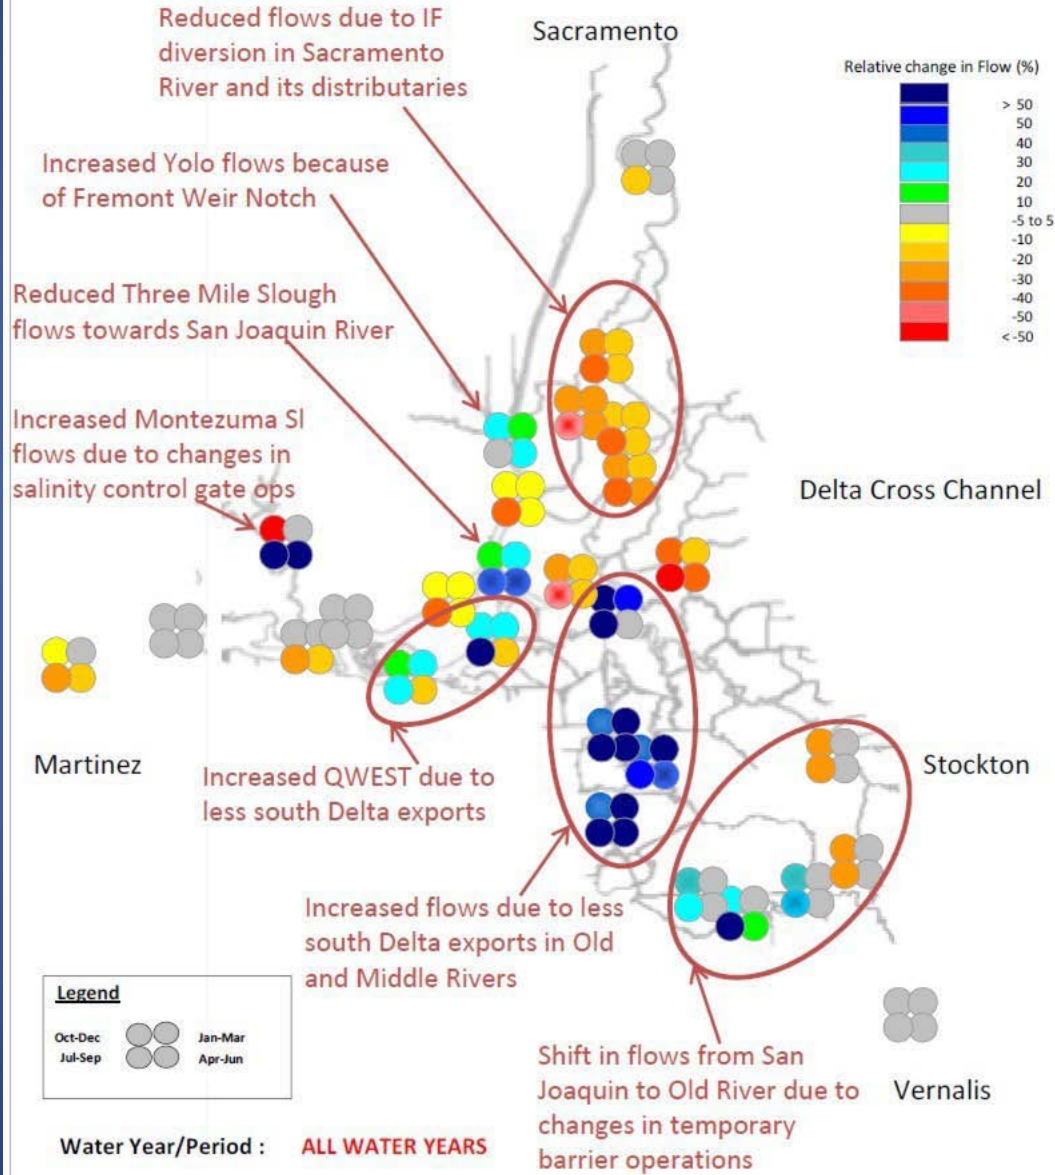 Reduced flows due to IF
diversion in Sacramento
River and its distributaries
Sacramento
Relative change in Flow (%)
> 50
50
40
30
20
10
-5 to 5
-10
-20
-30
-40
-50
< -50
Increased Yolo flows because
of Fremont Weir Notch
Reduced Three Mile Slough
flows towards San Joaquin River
Increased Montezuma Sl
flows due to changes in
salinity control gate ops
Delta Cross Channel
Martinez
Stockton
Increased QWEST due to
less south Delta exports
Increased flows due to less
south Delta exports in Old
and Middle Rivers
Legend
Oct-Dec Jan-Mar
Jul-Sep Apr-Jun
Shift in flows from San
Joaquin to Old River due to
changes in temporary
barrier operations
Vernalis
Water Year/Period : ALL WATER YEARS